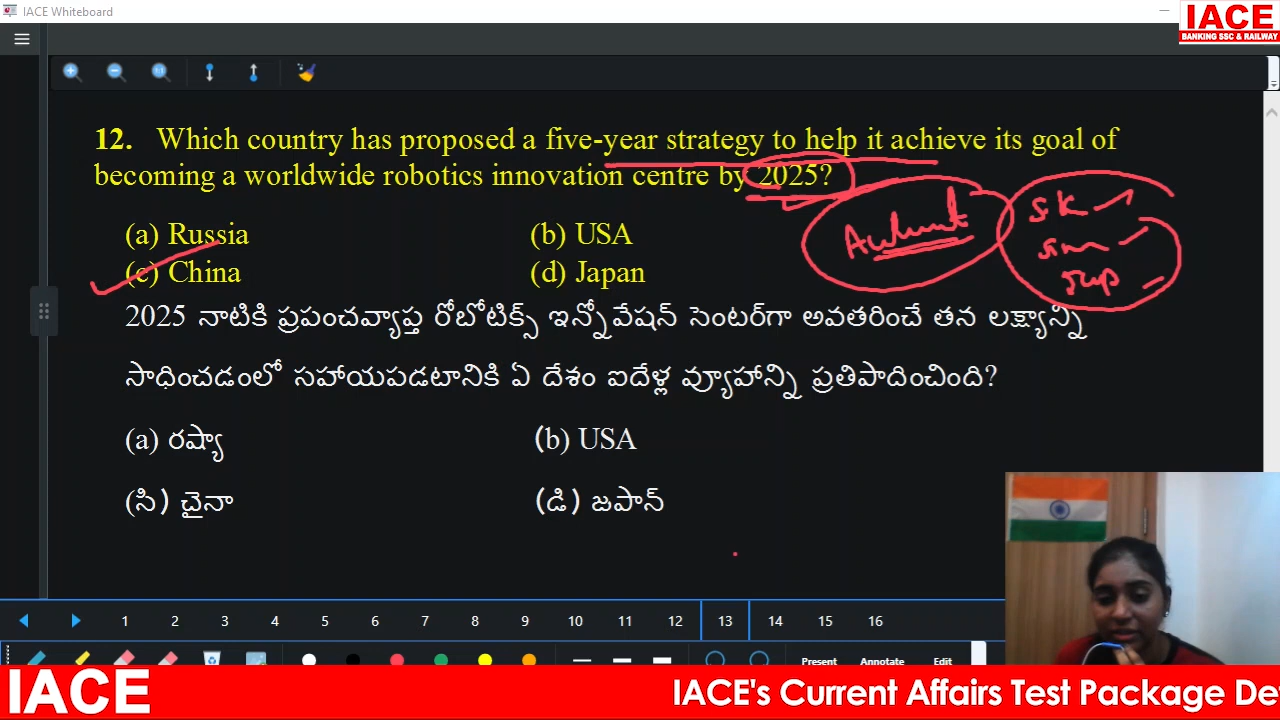 IACE Whiteboard
IACE
BANKING SSC & RAILWAY
12. Which country has proposed a five-year strategy to help it achieve its goal of
becoming a worldwide robotics innovation centre by 2025?
(a) Russia (b) USA
(c) China (d) Japan
2025 నాటికి ప్రపంచవ్యాప్త రోబోటిక్స్ ఇన్నోవేషన్ సెంటర్‌గా అవతరించే తన లక్ష్యాన్ని
సాధించడంలో సహాయపడటానికి ఏ దేశం ఐదేళ్ల వ్యూహాన్ని ప్రతిపాదించింది?
(a) రష్యా (b) USA
(సి) చైనా (డి) జపాన్
1 2 3 4 5 6 7 8 9 10 11 12 13 14 15 16
Present Annotate Edit
IACE IACE's Current Affairs Test Package De